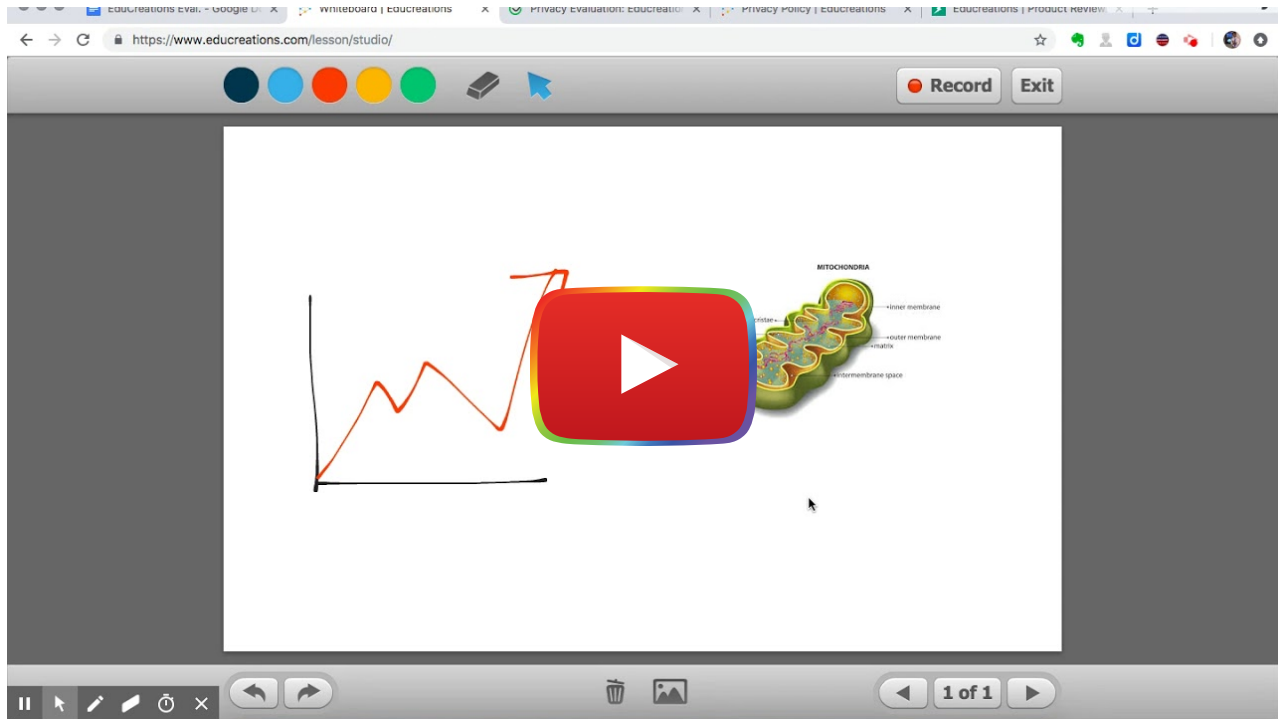 EduCreations Eval. - Google D
Whiteboard | Educreations
Privacy Evaluation: Educreatio
Privacy Policy | Educreations
Educreations | Product Review,
https://www.educreations.com/lesson/studio/
Record
Exit
MITOCHONDRIA
inner membrane
cristae
outer membrane
matrix
intermembrane space
1 of 1